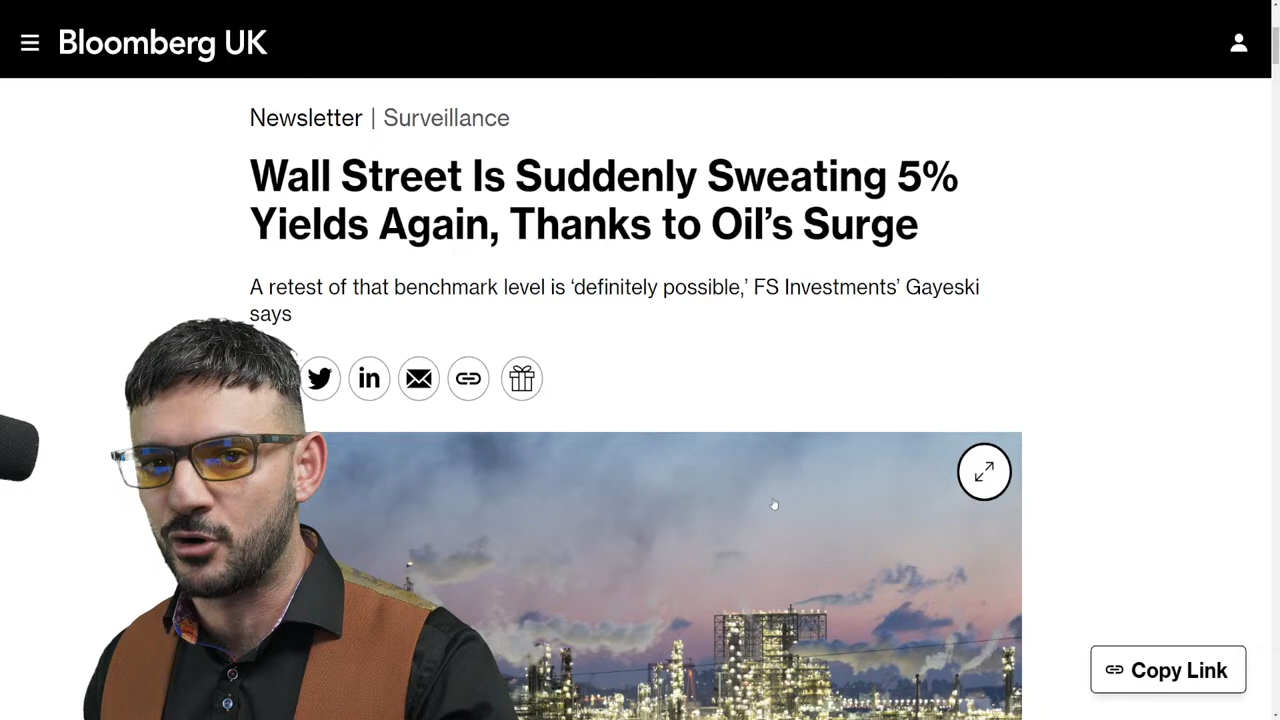 Bloomberg UK
Newsletter | Surveillance
Wall Street Is Suddenly Sweating 5%
Yields Again, Thanks to Oil’s Surge
A retest of that benchmark level is ‘definitely possible,’ FS Investments’ Gayeski
says
in
Copy Link